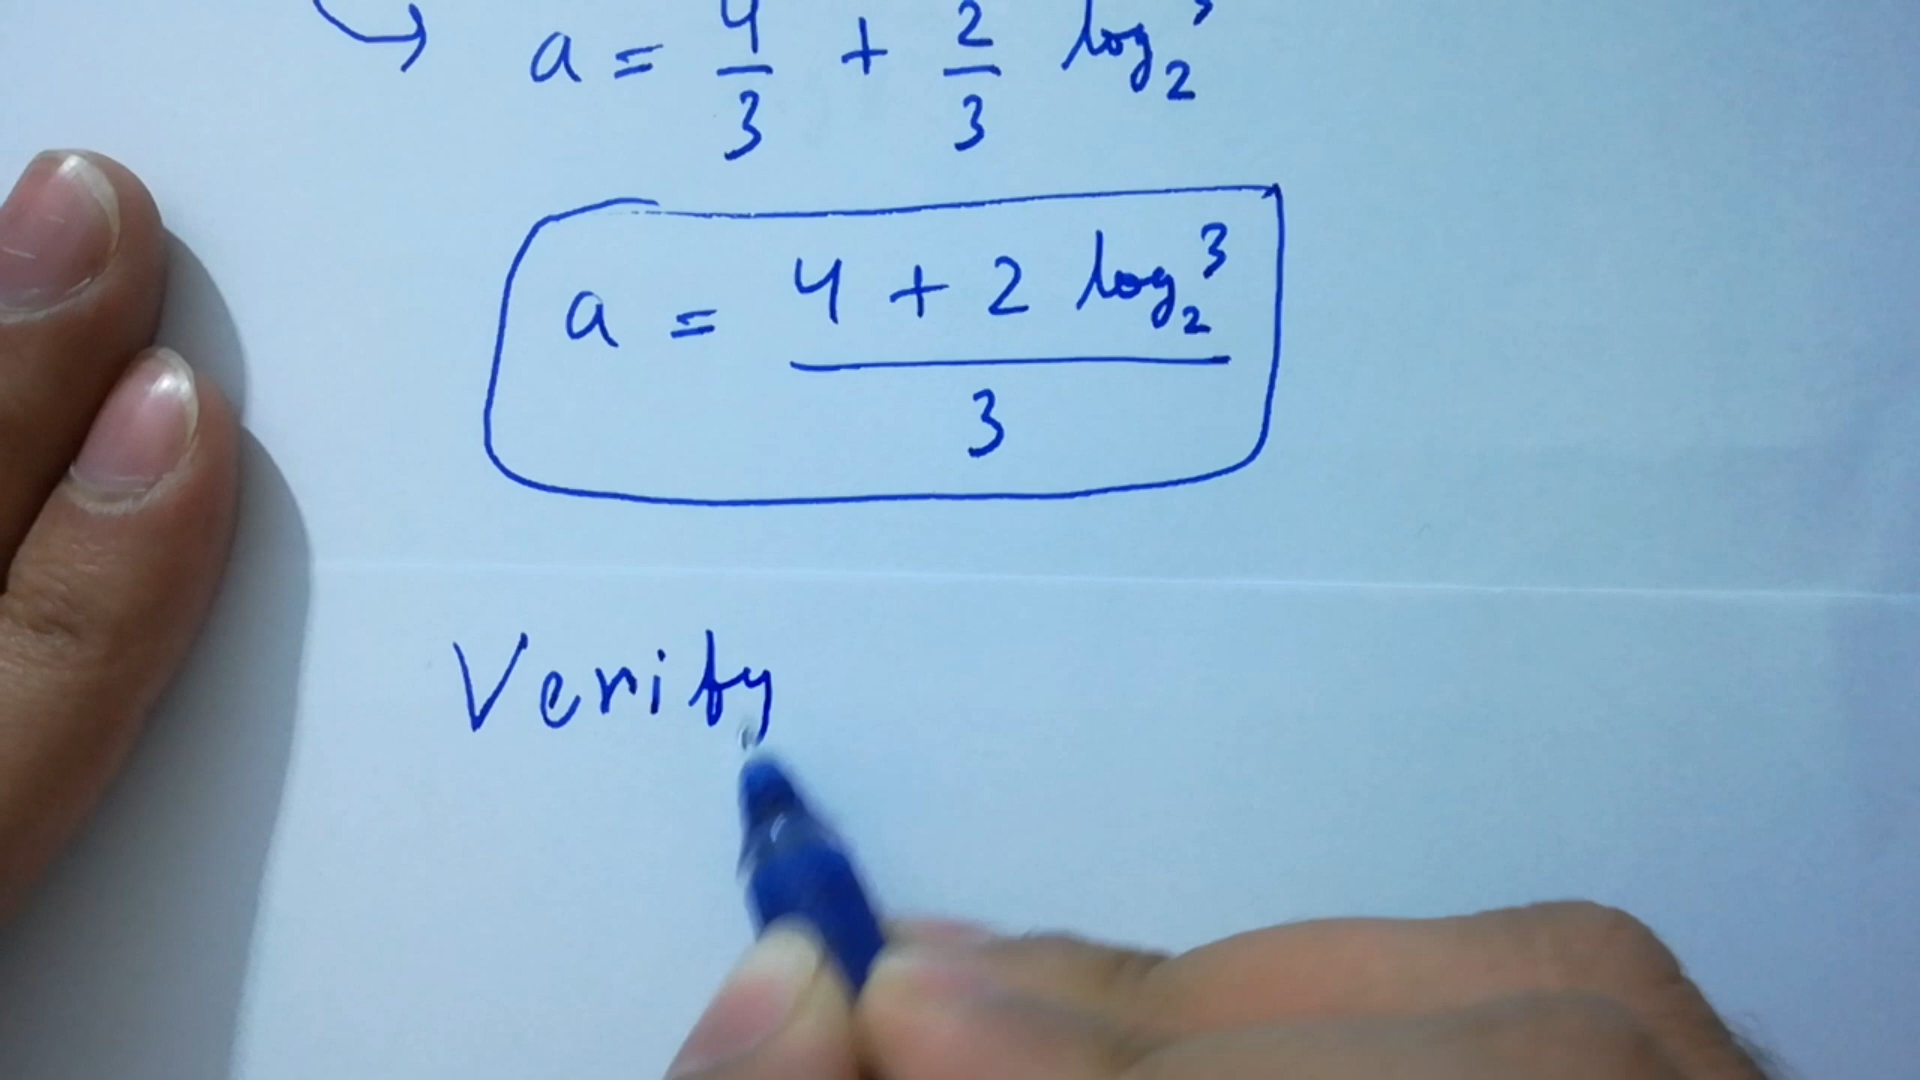 a = 4/3 + 2/3 log₂³
a = (4 + 2 log₂³)/3
Verify